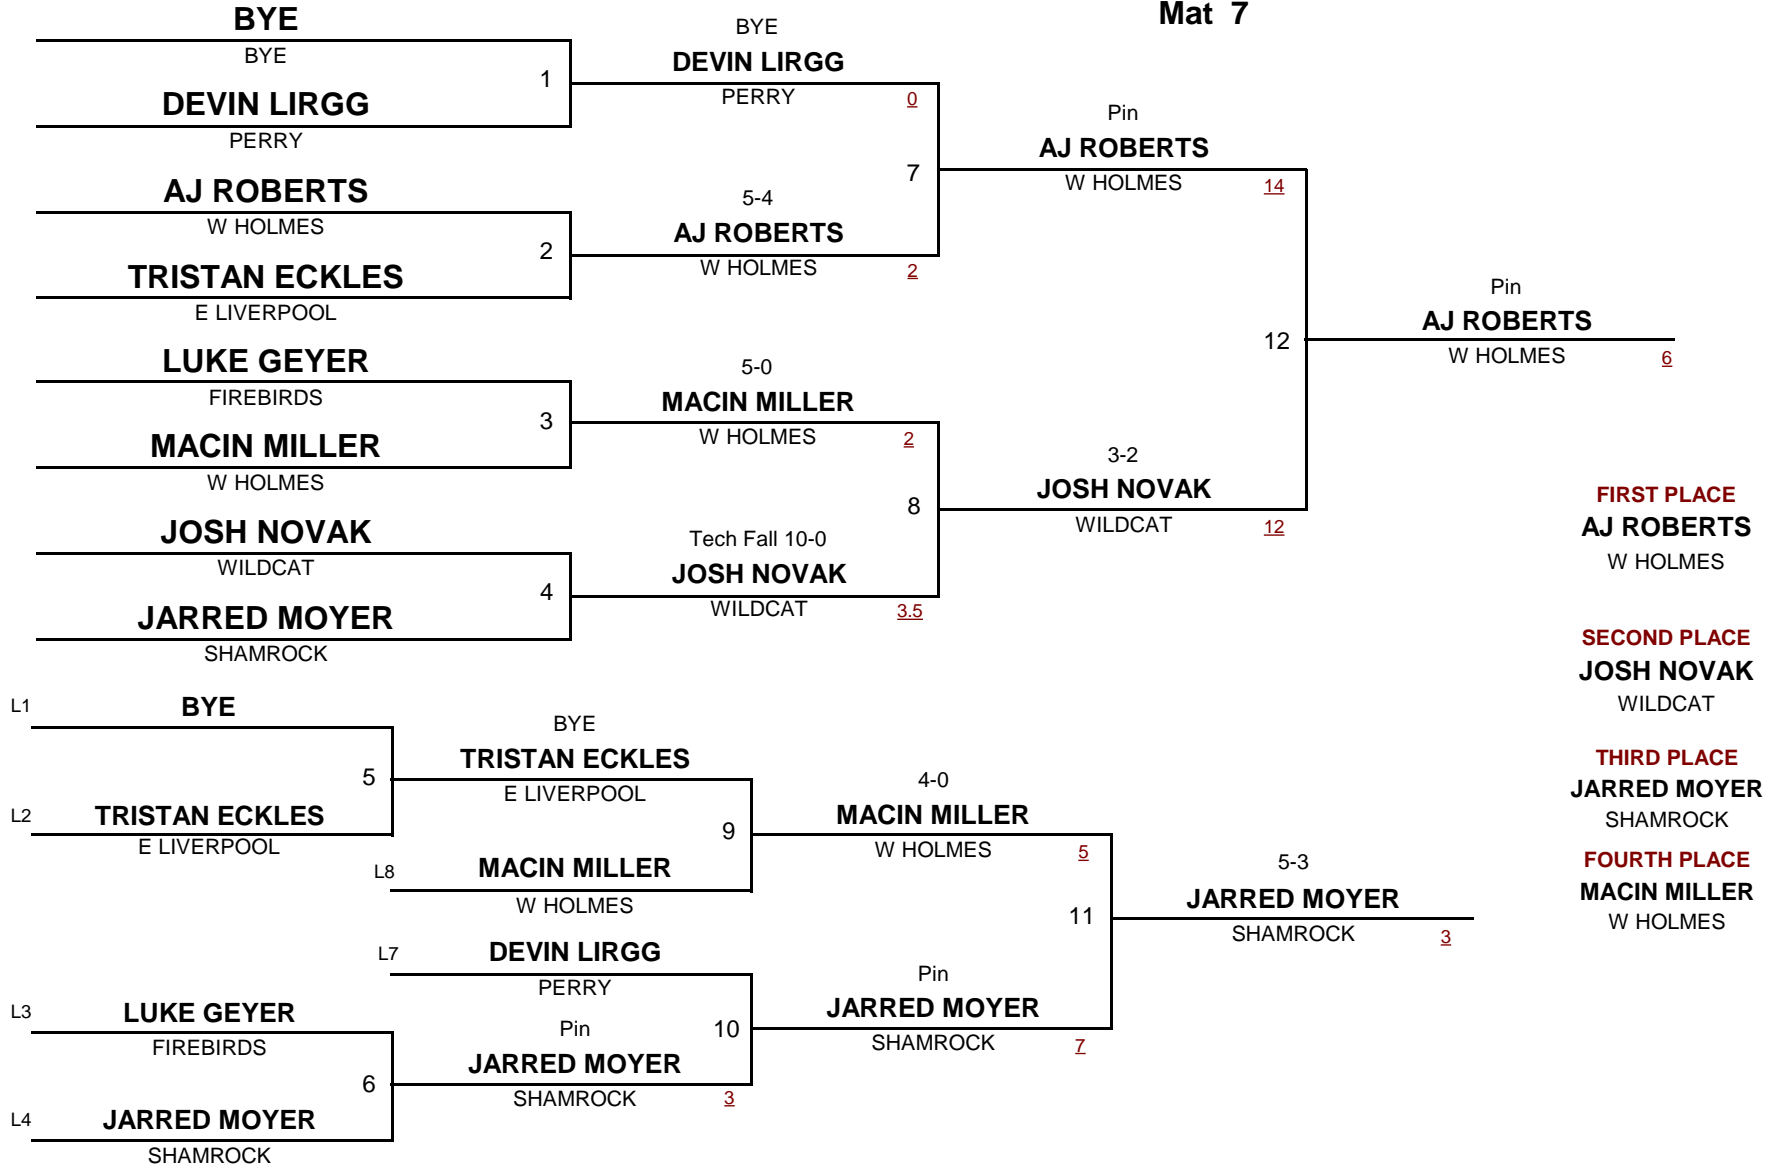 Mat 7
BYE
BYE
1
DEVIN LIRGG
PERRY
AJ ROBERTS
W HOLMES
2
TRISTAN ECKLES
E LIVERPOOL
LUKE GEYER
FIREBIRDS
3
MACIN MILLER
W HOLMES
JOSH NOVAK
WILDCAT
4
JARRED MOYER
SHAMROCK
BYE
DEVIN LIRGG
PERRY 0
7
5-4
AJ ROBERTS
W HOLMES 2
5-0
MACIN MILLER
W HOLMES 2
8
Tech Fall 10-0
JOSH NOVAK
WILDCAT 3.5
Pin
AJ ROBERTS
W HOLMES 14
12
3-2
JOSH NOVAK
WILDCAT 12
Pin
AJ ROBERTS
W HOLMES 6
FIRST PLACE
AJ ROBERTS
W HOLMES
SECOND PLACE
JOSH NOVAK
WILDCAT
THIRD PLACE
JARRED MOYER
SHAMROCK
FOURTH PLACE
MACIN MILLER
W HOLMES
L1 BYE
5
L2 TRISTAN ECKLES
E LIVERPOOL
L3 LUKE GEYER
FIREBIRDS
6
L4 JARRED MOYER
SHAMROCK
BYE
TRISTAN ECKLES
E LIVERPOOL
9
L8 MACIN MILLER
W HOLMES
L7 DEVIN LIRGG
PERRY
10
Pin
JARRED MOYER
SHAMROCK 3
4-0
MACIN MILLER
W HOLMES 5
11
Pin
JARRED MOYER
SHAMROCK 7
5-3
JARRED MOYER
SHAMROCK 3